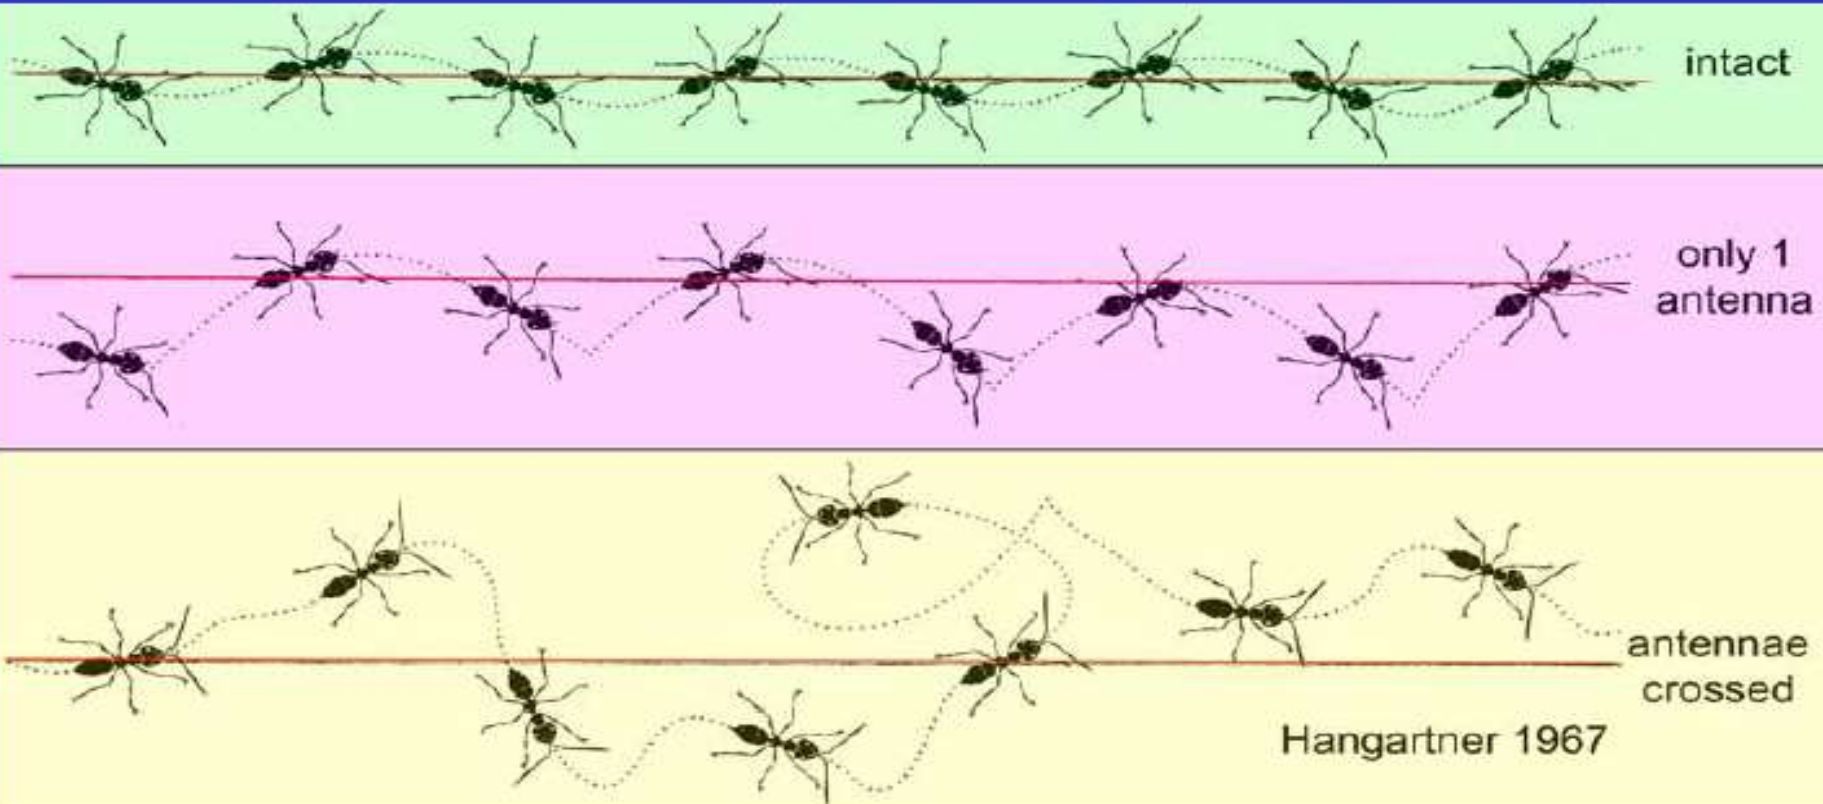 intact
only 1
antenna
antennae
crossed
Hangartner 1967